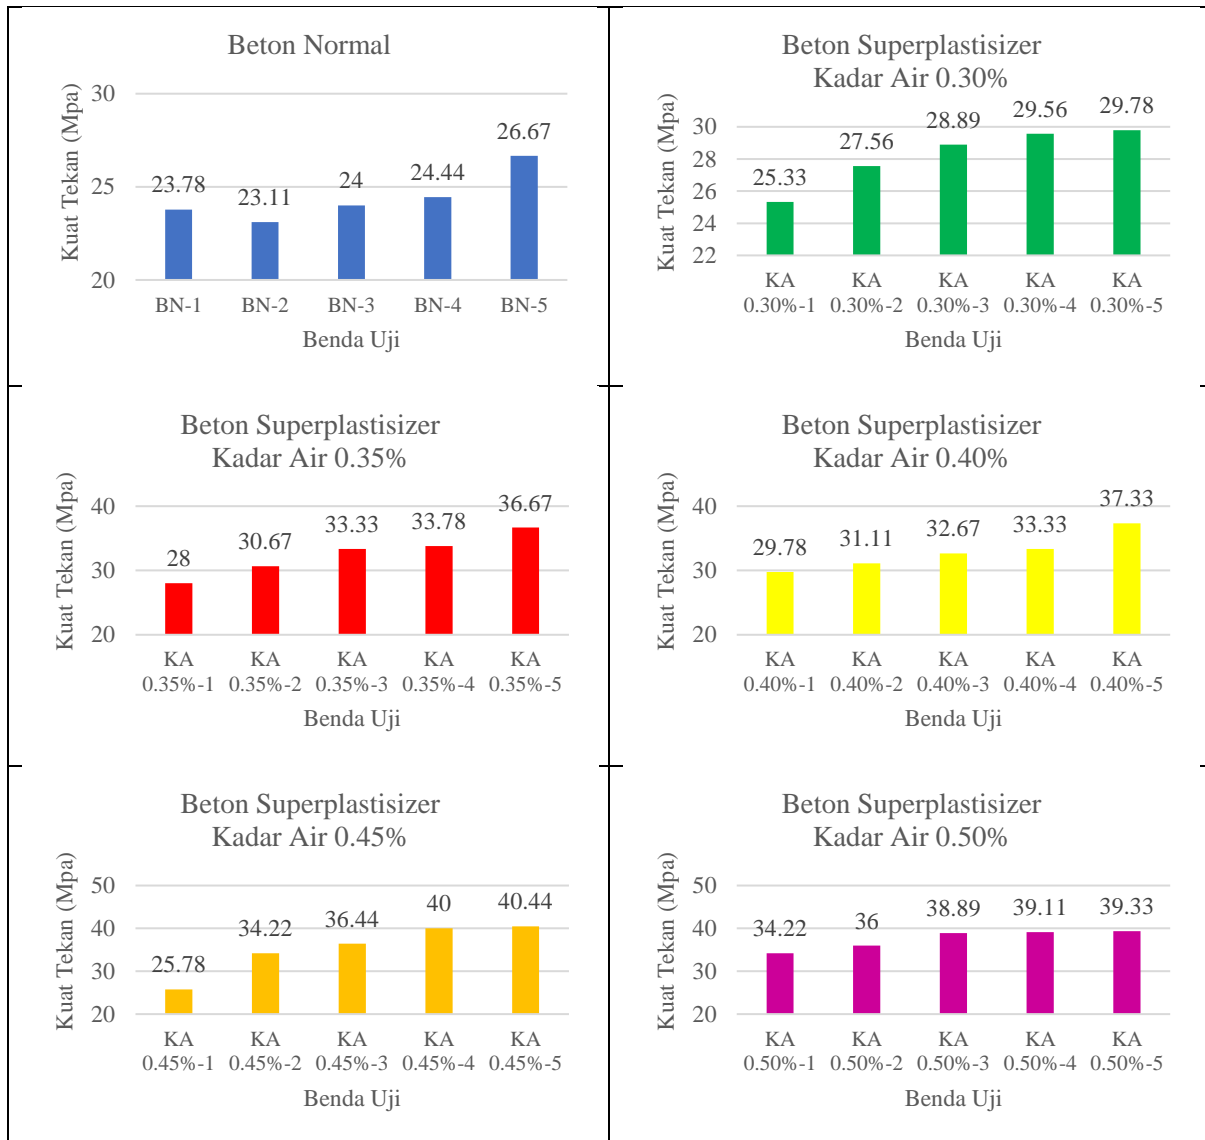 Beton Normal
Kuat Tekan (Mpa)
30
25
20
23.78
23.11
24
24.44
26.67
BN-1 BN-2 BN-3 BN-4 BN-5
Benda Uji
Beton Superplastisizer
Kadar Air 0.30%
Kuat Tekan (Mpa)
30
28
26
24
22
25.33
27.56
28.89
29.56
29.78
KA KA KA KA KA
0.30%-1 0.30%-2 0.30%-3 0.30%-4 0.30%-5
Benda Uji
Beton Superplastisizer
Kadar Air 0.35%
Kuat Tekan (Mpa)
40
30
20
28
30.67
33.33
33.78
36.67
KA KA KA KA KA
0.35%-1 0.35%-2 0.35%-3 0.35%-4 0.35%-5
Benda Uji
Beton Superplastisizer
Kadar Air 0.40%
Kuat Tekan (Mpa)
40
30
20
29.78
31.11
32.67
33.33
37.33
KA KA KA KA KA
0.40%-1 0.40%-2 0.40%-3 0.40%-4 0.40%-5
Benda Uji
Beton Superplastisizer
Kadar Air 0.45%
Kuat Tekan (Mpa)
50
40
30
20
25.78
34.22
36.44
40
40.44
KA KA KA KA KA
0.45%-1 0.45%-2 0.45%-3 0.45%-4 0.45%-5
Benda Uji
Beton Superplastisizer
Kadar Air 0.50%
Kuat Tekan (Mpa)
50
40
30
20
34.22
36
38.89
39.11
39.33
KA KA KA KA KA
0.50%-1 0.50%-2 0.50%-3 0.50%-4 0.50%-5
Benda Uji